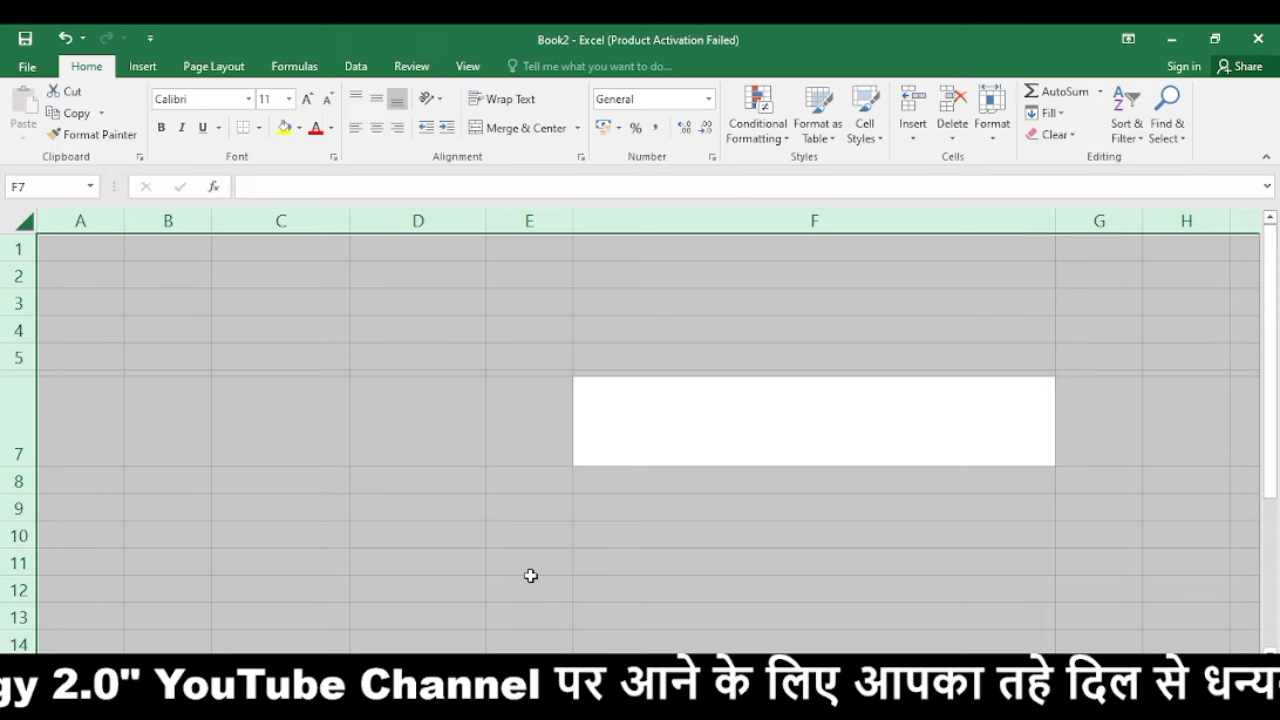 Book2 - Excel (Product Activation Failed)
File Home Insert Page Layout Formulas Data Review View Tell me what you want to do... Sign in Share
Paste Cut Copy Format Painter Clipboard
Calibri 11 B I U A Font
Wrap Text Merge & Center Alignment
General % , Number
Conditional Formatting Format as Table Cell Styles Styles
Insert Delete Format Cells
AutoSum Fill Clear Sort & Filter Find & Select Editing
F7 fx
A B C D E F G H
1
2
3
4
5
7
8
9
10
11
12
13
14
gy 2.0" YouTube Channel पर आने के लिए आपका तहे दिल से